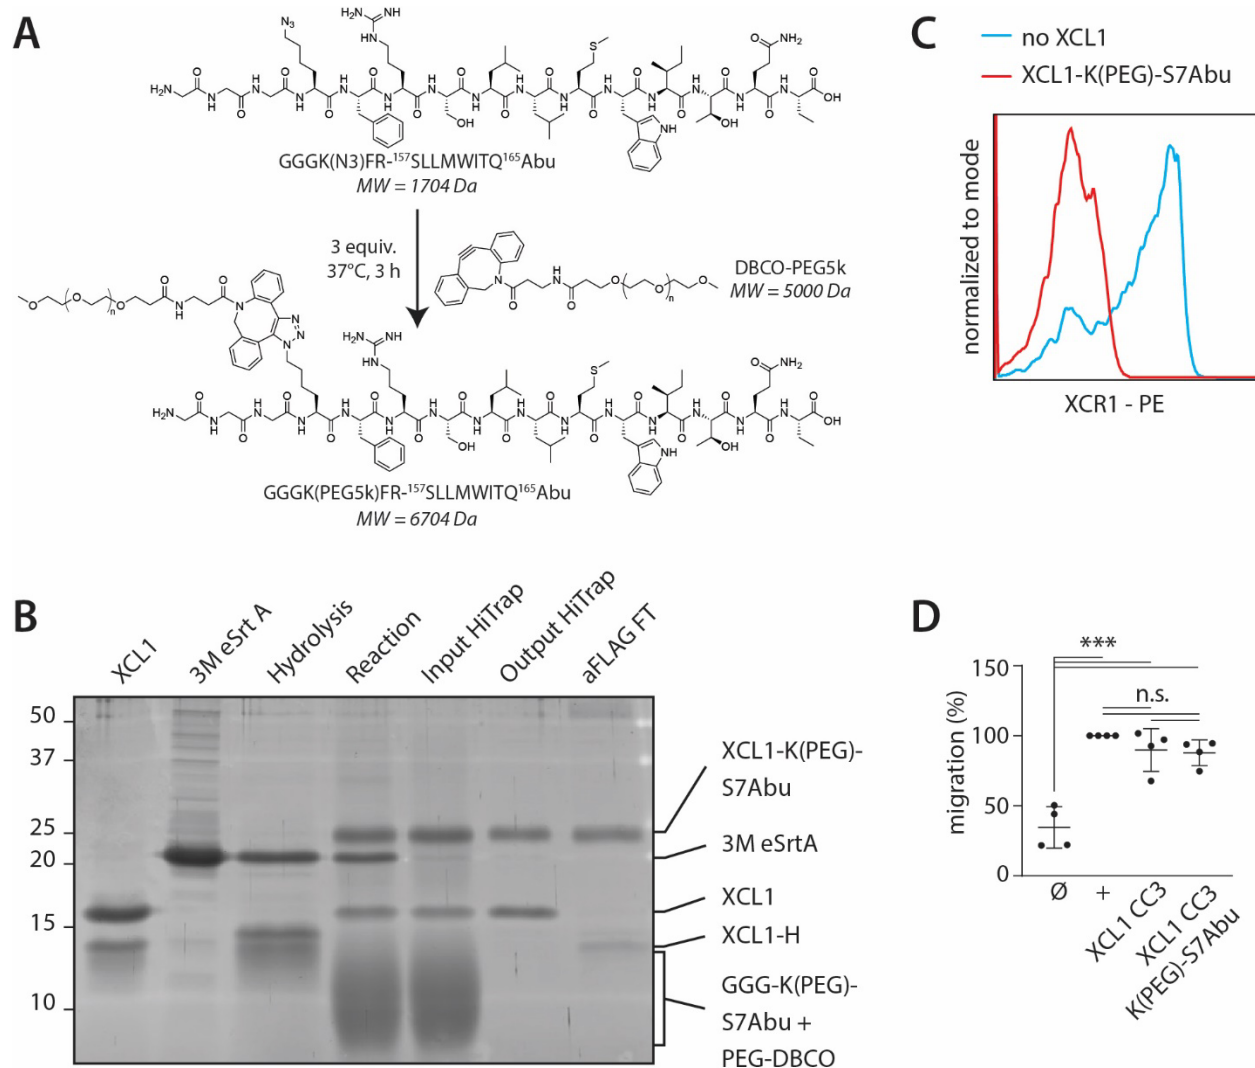 A
N₃
H₂N
NH
HN
GGGK(N3)FR-¹⁵⁷SLLMWITQ¹⁶⁵Abu
MW = 1704 Da
3 equiv.
37ºC, 3 h
DBCO-PEG5k
MW = 5000 Da
GGGK(PEG5k)FR-¹⁵⁷SLLMWITQ¹⁶⁵Abu
MW = 6704 Da
B
XCL1
3M eSrt A
Hydrolysis
Reaction
Input HiTrap
Output HiTrap
aFLAG FT
50
37
25
20
15
10
XCL1-K(PEG)-
S7Abu
3M eSrtA
XCL1
XCL1-H
GGG-K(PEG)-
S7Abu +
PEG-DBCO
C
no XCL1
XCL1-K(PEG)-S7Abu
normalized to mode
XCR1 - PE
D
***
n.s.
migration (%)
150
100
50
0
Ø
+
XCL1 CC3
XCL1 CC3
K(PEG)-S7Abu